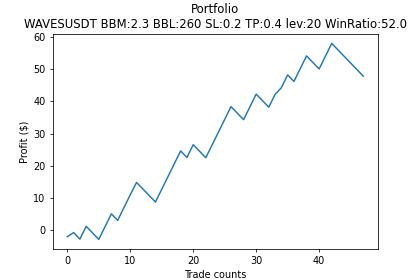 Portfolio
WAVESUSDT BBM:2.3 BBL:260 SL:0.2 TP:0.4 lev:20 WinRatio:52.0
60
50
40
30
20
10
0
Profit ($)
0 10 20 30 40
Trade counts